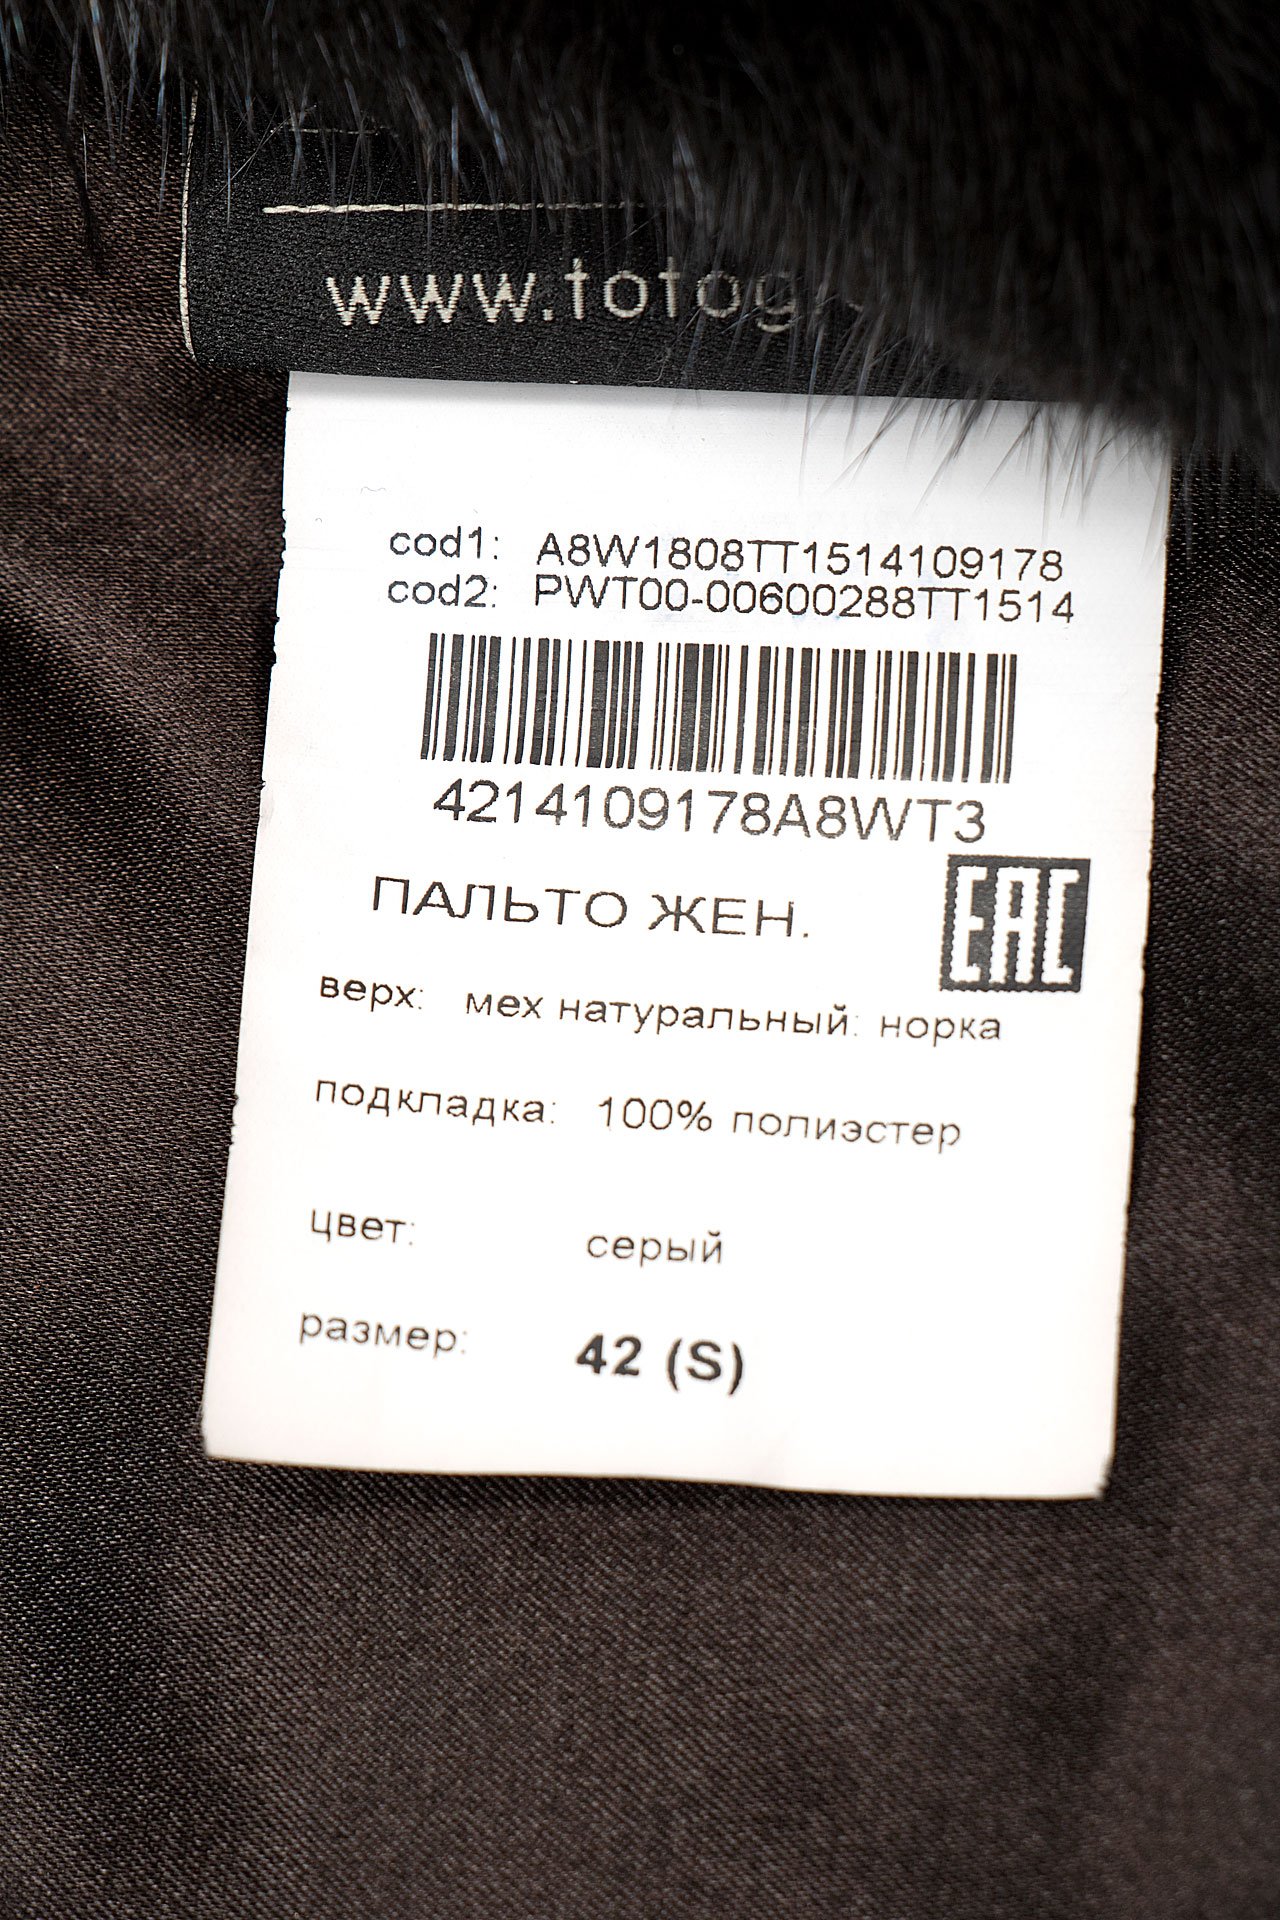 www.totogr
cod1: A8W1808TT1514109178
cod2: PWT00-00600288TT1514
4214109178A8WT3
ПАЛЬТО ЖЕН.
EAC
верх: мех натуральный: норка
подкладка: 100% полиэстер
цвет: серый
размер: 42 (S)